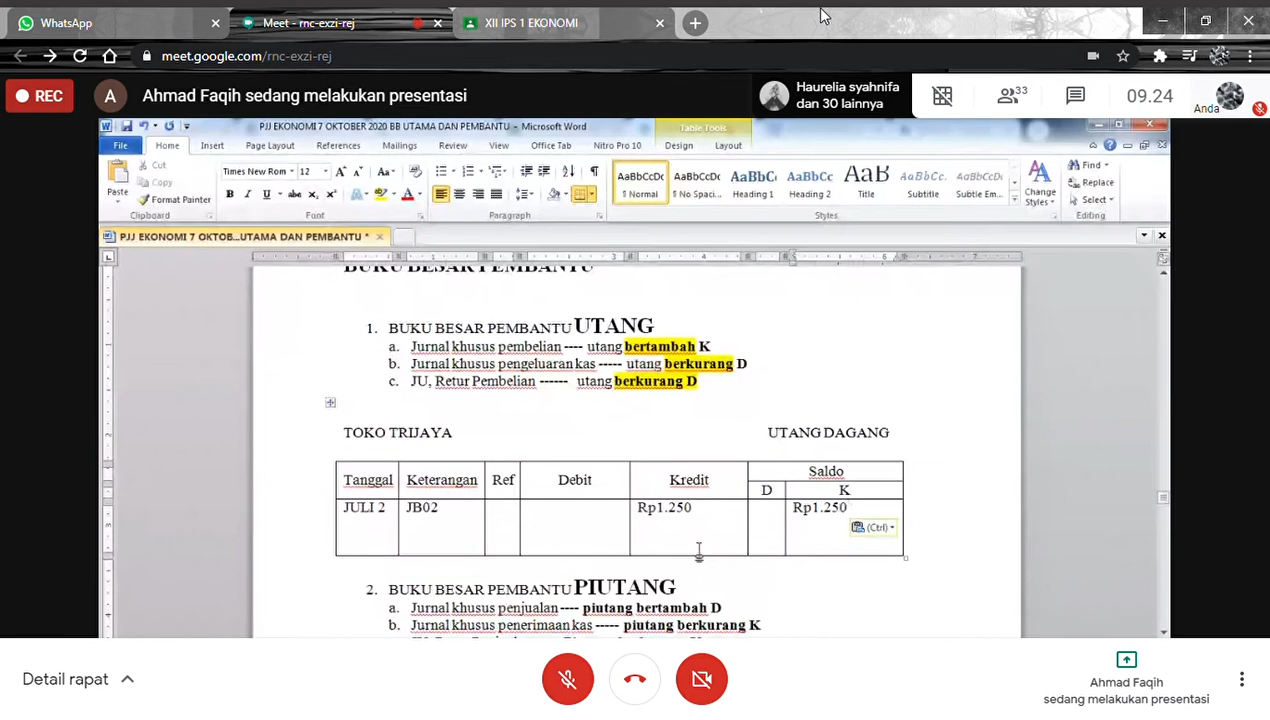 WhatsApp
Meet - rnc-exzi-rej
XII IPS 1 EKONOMI
meet.google.com/rnc-exzi-rej
REC
A
Ahmad Faqih sedang melakukan presentasi
Haurelia syahnifa
dan 30 lainnya
33
09.24
Anda
PJJ EKONOMI 7 OKTOBER 2020 BB UTAMA DAN PEMBANTU - Microsoft Word
Table Tools
File Home Insert Page Layout References Mailings Review View Office Tab Nitro PDF 10 Design Layout
Paste
Cut
Copy
Format Painter
Clipboard
Times New Rom 12
Font
Paragraph
AaBbCcDc AaBbCcDc AaBbC AaBbCc AaB AaBbCc. AaBbCcDc
¶ Normal ¶ No Spaci... Heading 1 Heading 2 Title Subtitle Subtle Em...
Change Styles
Styles
Find
Replace
Select
Editing
PJJ EKONOMI 7 OKTOB...UTAMA DAN PEMBANTU *
BUKU BESAR PEMBANTU
1. BUKU BESAR PEMBANTU UTANG
a. Jurnal khusus pembelian ---- utang bertambah K
b. Jurnal khusus pengeluaran kas ----- utang berkurang D
c. JU, Retur Pembelian ------ utang berkurang D
TOKO TRIJAYA UTANG DAGANG
Tanggal Keterangan Ref Debit Kredit Saldo
D K
JULI 2 JB02 Rp1.250 Rp1.250
(Ctrl)
2. BUKU BESAR PEMBANTU PIUTANG
a. Jurnal khusus penjualan ---- piutang bertambah D
b. Jurnal khusus penerimaan kas ----- piutang berkurang K
Detail rapat
Ahmad Faqih
sedang melakukan presentasi